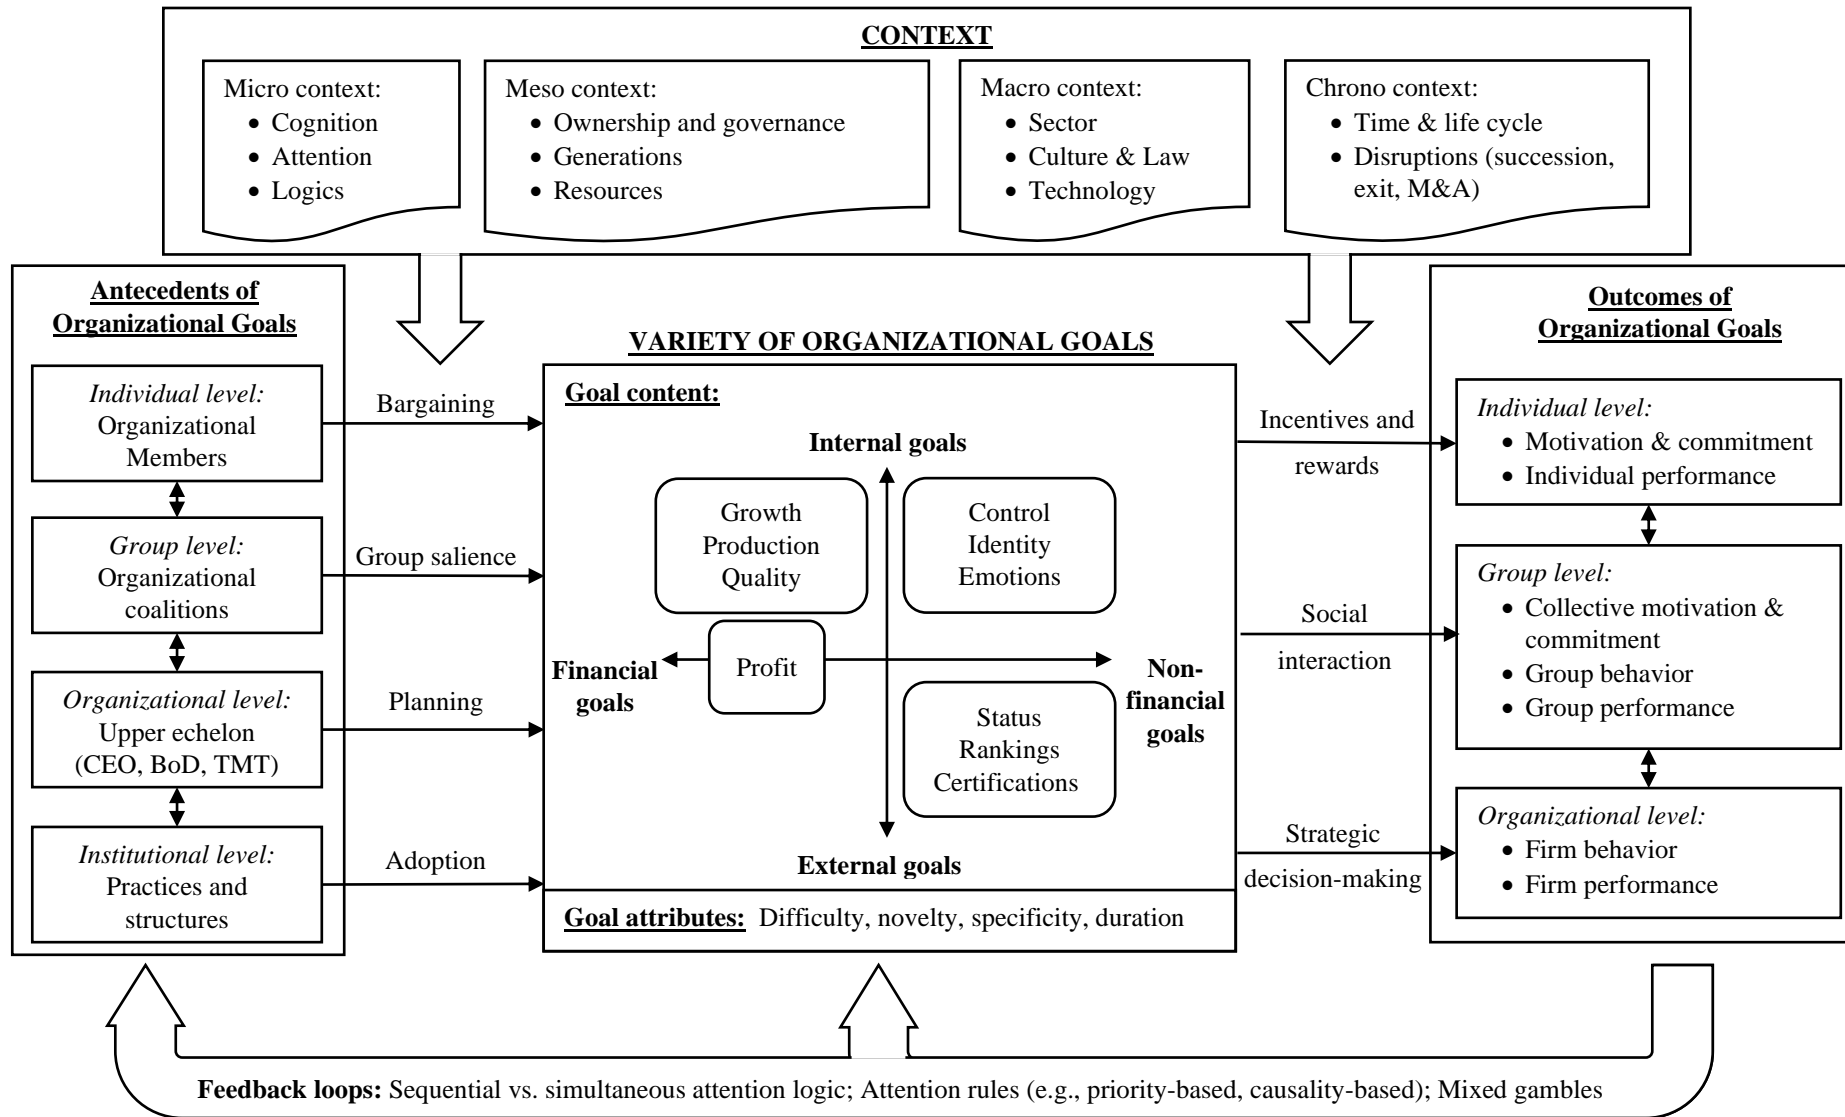 CONTEXT
Micro context:
• Cognition
• Attention
• Logics
Meso context:
• Ownership and governance
• Generations
• Resources
Macro context:
• Sector
• Culture & Law
• Technology
Chrono context:
• Time & life cycle
• Disruptions (succession,
exit, M&A)
Antecedents of
Organizational Goals
Individual level:
Organizational
Members
Group level:
Organizational
coalitions
Organizational level:
Upper echelon
(CEO, BoD, TMT)
Institutional level:
Practices and
structures
Bargaining
Group salience
Planning
Adoption
VARIETY OF ORGANIZATIONAL GOALS
Goal content:
Internal goals
Growth
Production
Quality
Control
Identity
Emotions
Financial
goals
Profit
Non-
financial
goals
Status
Rankings
Certifications
External goals
Goal attributes: Difficulty, novelty, specificity, duration
Incentives and
rewards
Social
interaction
Strategic
decision-making
Outcomes of
Organizational Goals
Individual level:
• Motivation & commitment
• Individual performance
Group level:
• Collective motivation &
commitment
• Group behavior
• Group performance
Organizational level:
• Firm behavior
• Firm performance
Feedback loops: Sequential vs. simultaneous attention logic; Attention rules (e.g., priority-based, causality-based); Mixed gambles